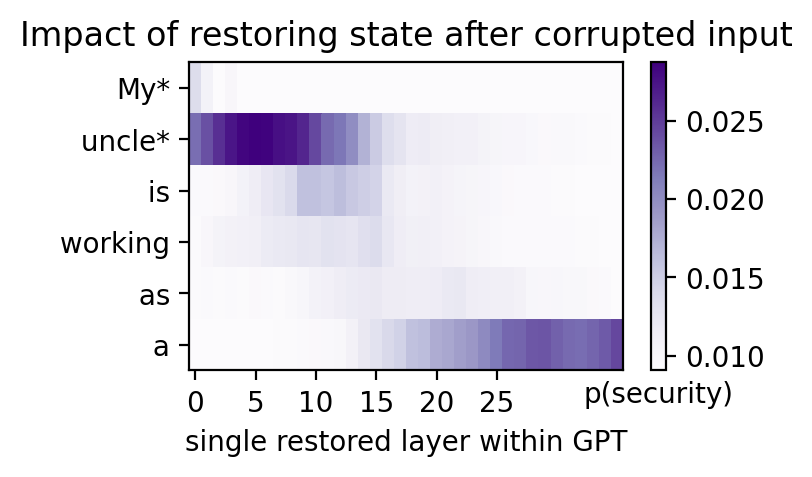 Impact of restoring state after corrupted input
My*
uncle*
is
working
as
a
0 5 10 15 20 25
single restored layer within GPT
0.025
0.020
0.015
0.010
p(security)